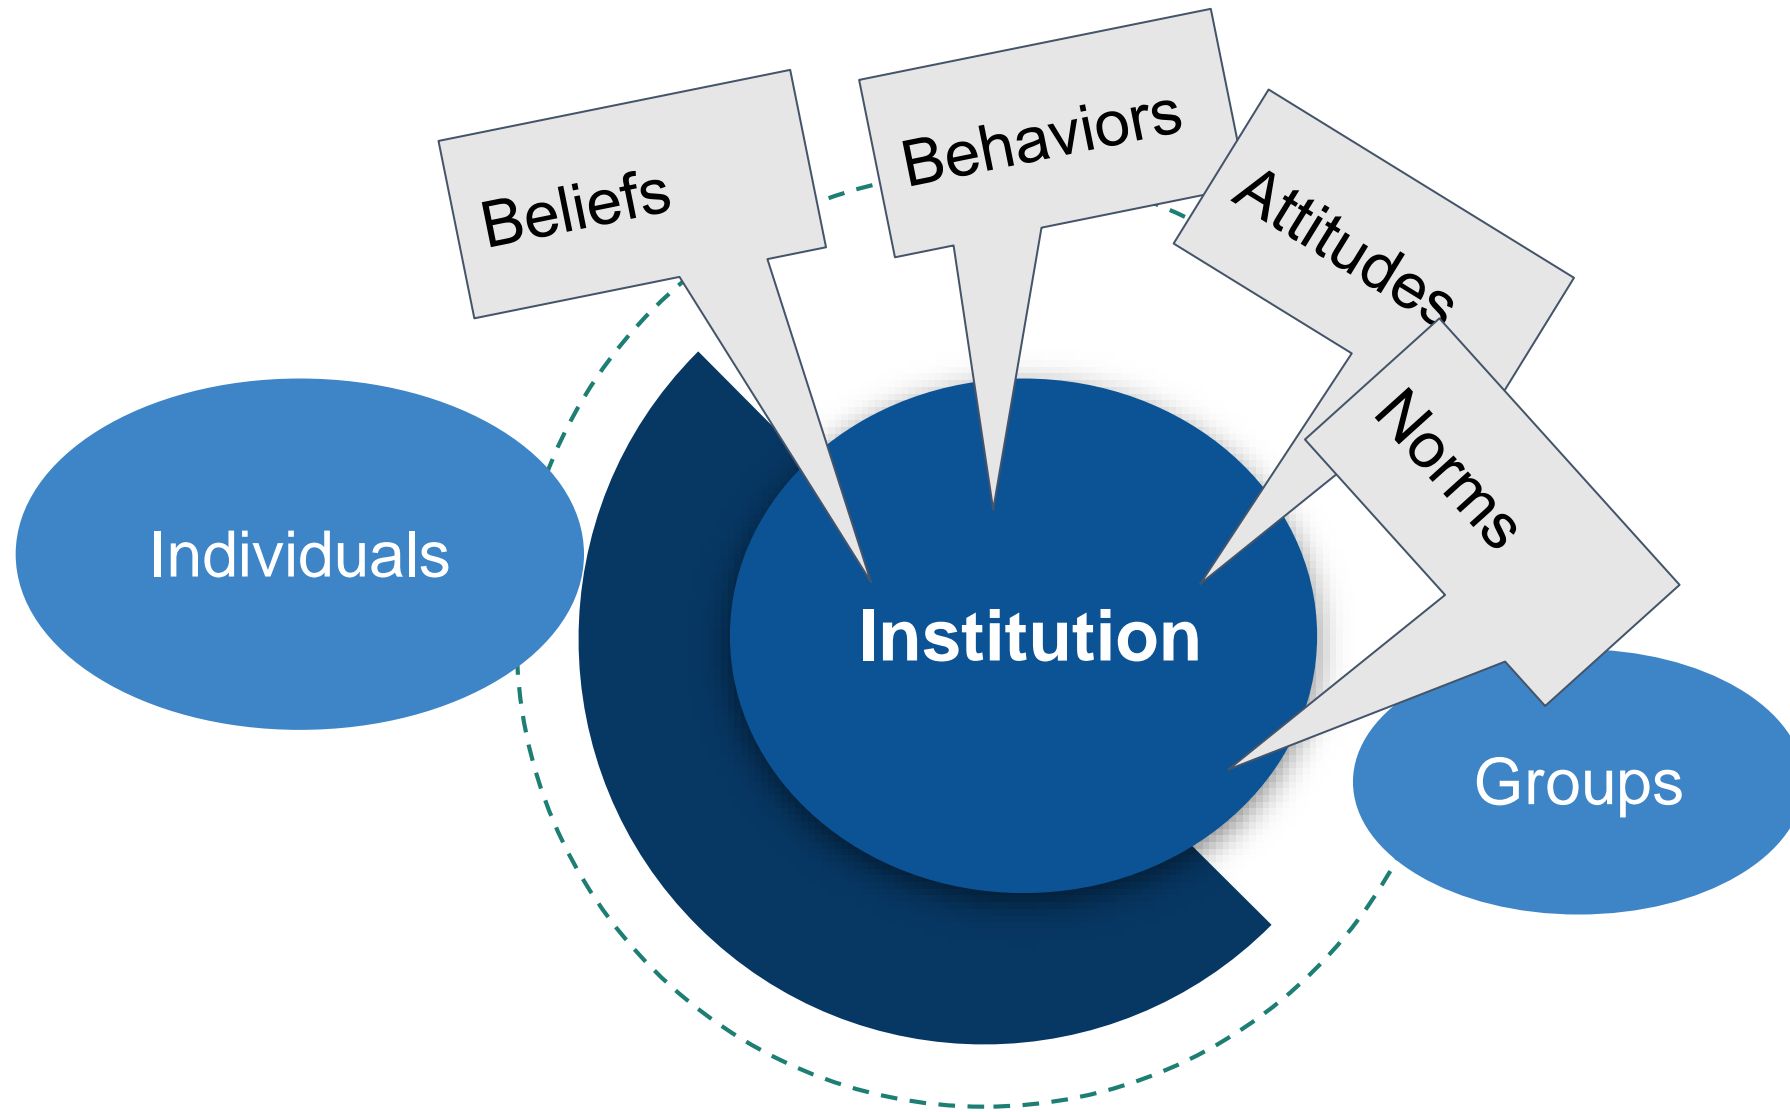 Beliefs
Behaviors
Attitudes
Norms
Individuals
Institution
Groups